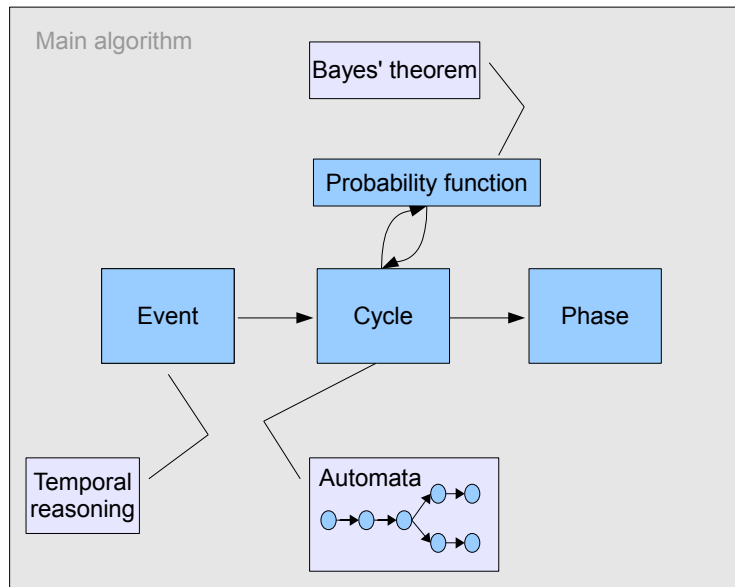 Main algorithm
Bayes' theorem
Probability function
Event
Cycle
Phase
Temporal
reasoning
Automata